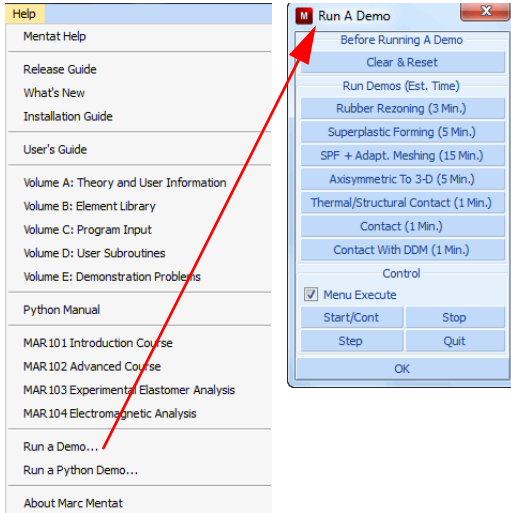 Help
Mentat Help
Release Guide
What's New
Installation Guide
User's Guide
Volume A: Theory and User Information
Volume B: Element Library
Volume C: Program Input
Volume D: User Subroutines
Volume E: Demonstration Problems
Python Manual
MAR101 Introduction Course
MAR102 Advanced Course
MAR103 Experimental Elastomer Analysis
MAR104 Electromagnetic Analysis
Run a Demo...
Run a Python Demo...
About Marc Mentat
M Run A Demo
Before Running A Demo
Clear & Reset
Run Demos (Est. Time)
Rubber Rezoning (3 Min.)
Superplastic Forming (5 Min.)
SPF + Adapt. Meshing (15 Min.)
Axisymmetric To 3-D (5 Min.)
Thermal/Structural Contact (1 Min.)
Contact (1 Min.)
Contact With DDM (1 Min.)
Control
Menu Execute
Start/Cont Stop
Step Quit
OK